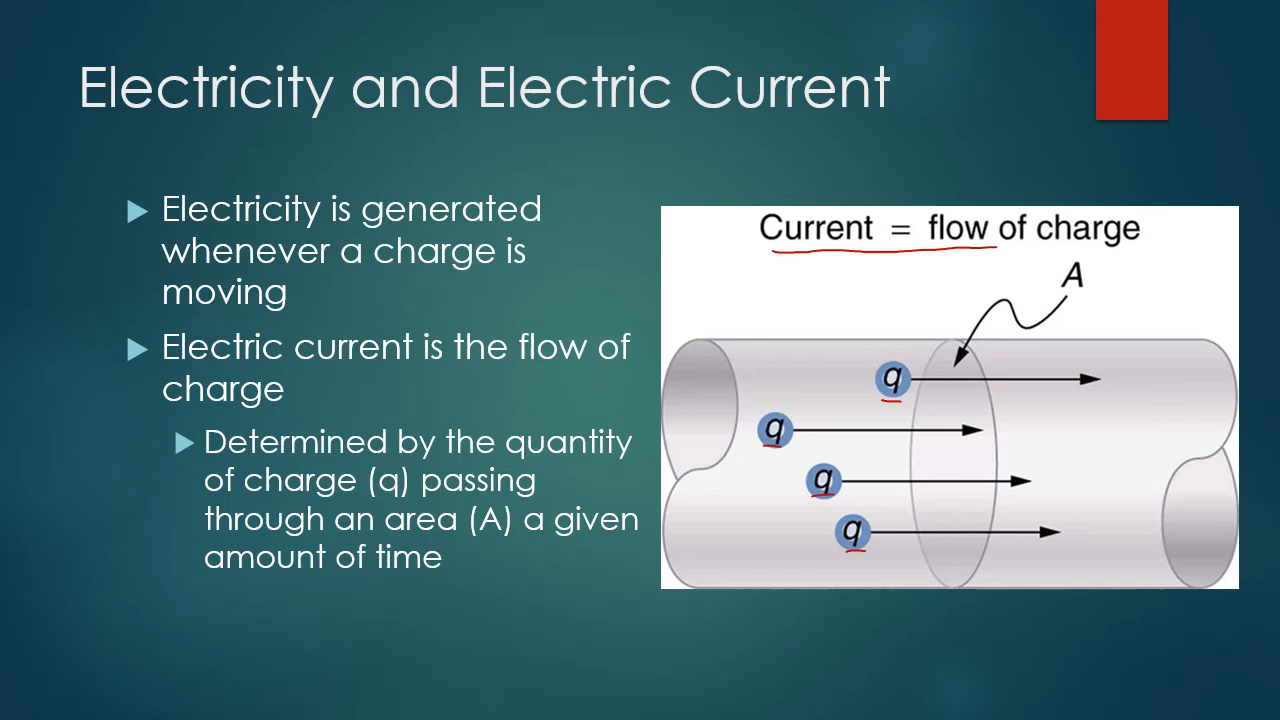 Electricity and Electric Current
Electricity is generated
whenever a charge is
moving
Electric current is the flow of
charge
Determined by the quantity
of charge (q) passing
through an area (A) a given
amount of time
Current = flow of charge
A
q
q
q
q